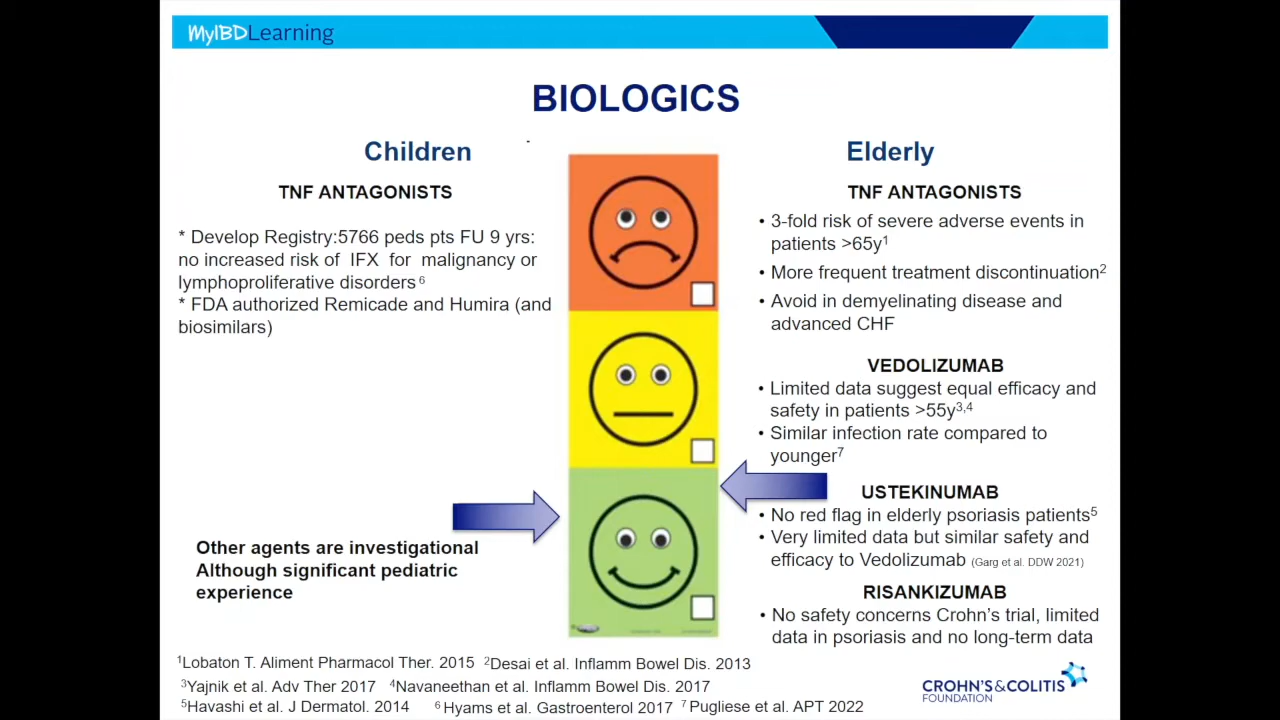 MyIBDLearning
BIOLOGICS
Children
TNF ANTAGONISTS
* Develop Registry:5766 peds pts FU 9 yrs:
no increased risk of IFX for malignancy or
lymphoproliferative disorders ⁶
* FDA authorized Remicade and Humira (and
biosimilars)
Other agents are investigational
Although significant pediatric
experience
Elderly
TNF ANTAGONISTS
• 3-fold risk of severe adverse events in
patients >65y¹
• More frequent treatment discontinuation²
• Avoid in demyelinating disease and
advanced CHF
VEDOLIZUMAB
• Limited data suggest equal efficacy and
safety in patients >55y³,⁴
• Similar infection rate compared to
younger⁷
USTEKINUMAB
• No red flag in elderly psoriasis patients⁵
• Very limited data but similar safety and
efficacy to Vedolizumab (Garg et al. DDW 2021)
RISANKIZUMAB
• No safety concerns Crohn's trial, limited
data in psoriasis and no long-term data
¹Lobaton T. Aliment Pharmacol Ther. 2015 ²Desai et al. Inflamm Bowel Dis. 2013
³Yajnik et al. Adv Ther 2017 ⁴Navaneethan et al. Inflamm Bowel Dis. 2017
⁵Havashi et al. J Dermatol. 2014 ⁶Hyams et al. Gastroenterol 2017 ⁷Pugliese et al. APT 2022
CROHN'S&COLITIS
FOUNDATION